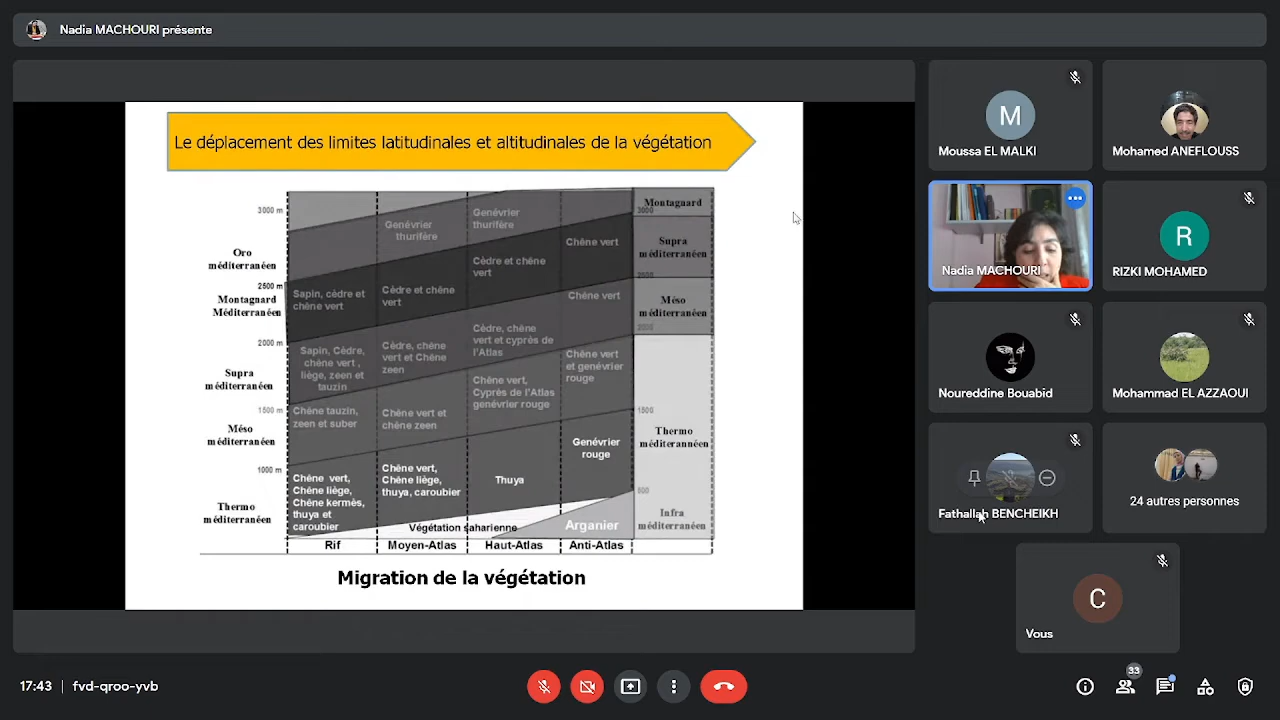 Nadia MACHOURI présente
Le déplacement des limites latitudinales et altitudinales de la végétation
3000 m
Oro
méditerranéen
2500 m
Montagnard
Méditerranéen
2000 m
Supra
méditerranéen
1500 m
Méso
méditerranéen
1000 m
Thermo
méditerranéen
Sapin, cèdre et
chêne vert
Sapin, Cèdre,
chêne vert ,
liège, zeen et
tauzin
Chêne tauzin,
zeen et suber
Chêne vert,
Chêne liège,
Chêne kermès,
thuya et
caroubier
Genévrier
thurifère
Cèdre et chêne
vert
Cèdre, chêne
vert et Chêne
zeen
Chêne vert et
chêne zeen
Chêne vert,
Chêne liège,
thuya, caroubier
Genévrier
thurifère
Cèdre et chêne
vert
Cèdre, chêne
vert et cyprès de
l'Atlas
Chêne vert,
Cyprès de l'Atlas
genévrier rouge
Thuya
Chêne vert
Chêne vert
Chêne vert
et genévrier
rouge
Genévrier
rouge
Végétation saharienne
Arganier
Montagnard
3000
Supra
méditerranéen
2500
Méso
méditerranéen
2000
1500
Thermo
méditerannéen
500
Infra
méditerranéen
Rif
Moyen-Atlas
Haut-Atlas
Anti-Atlas
Migration de la végétation
M
Moussa EL MALKI
Mohamed ANEFLOUSS
Nadia MACHOURI
R
RIZKI MOHAMED
Noureddine Bouabid
Mohammad EL AZZAOUI
Fathallah BENCHEIKH
24 autres personnes
C
Vous
17:43
fvd-qroo-yvb
33